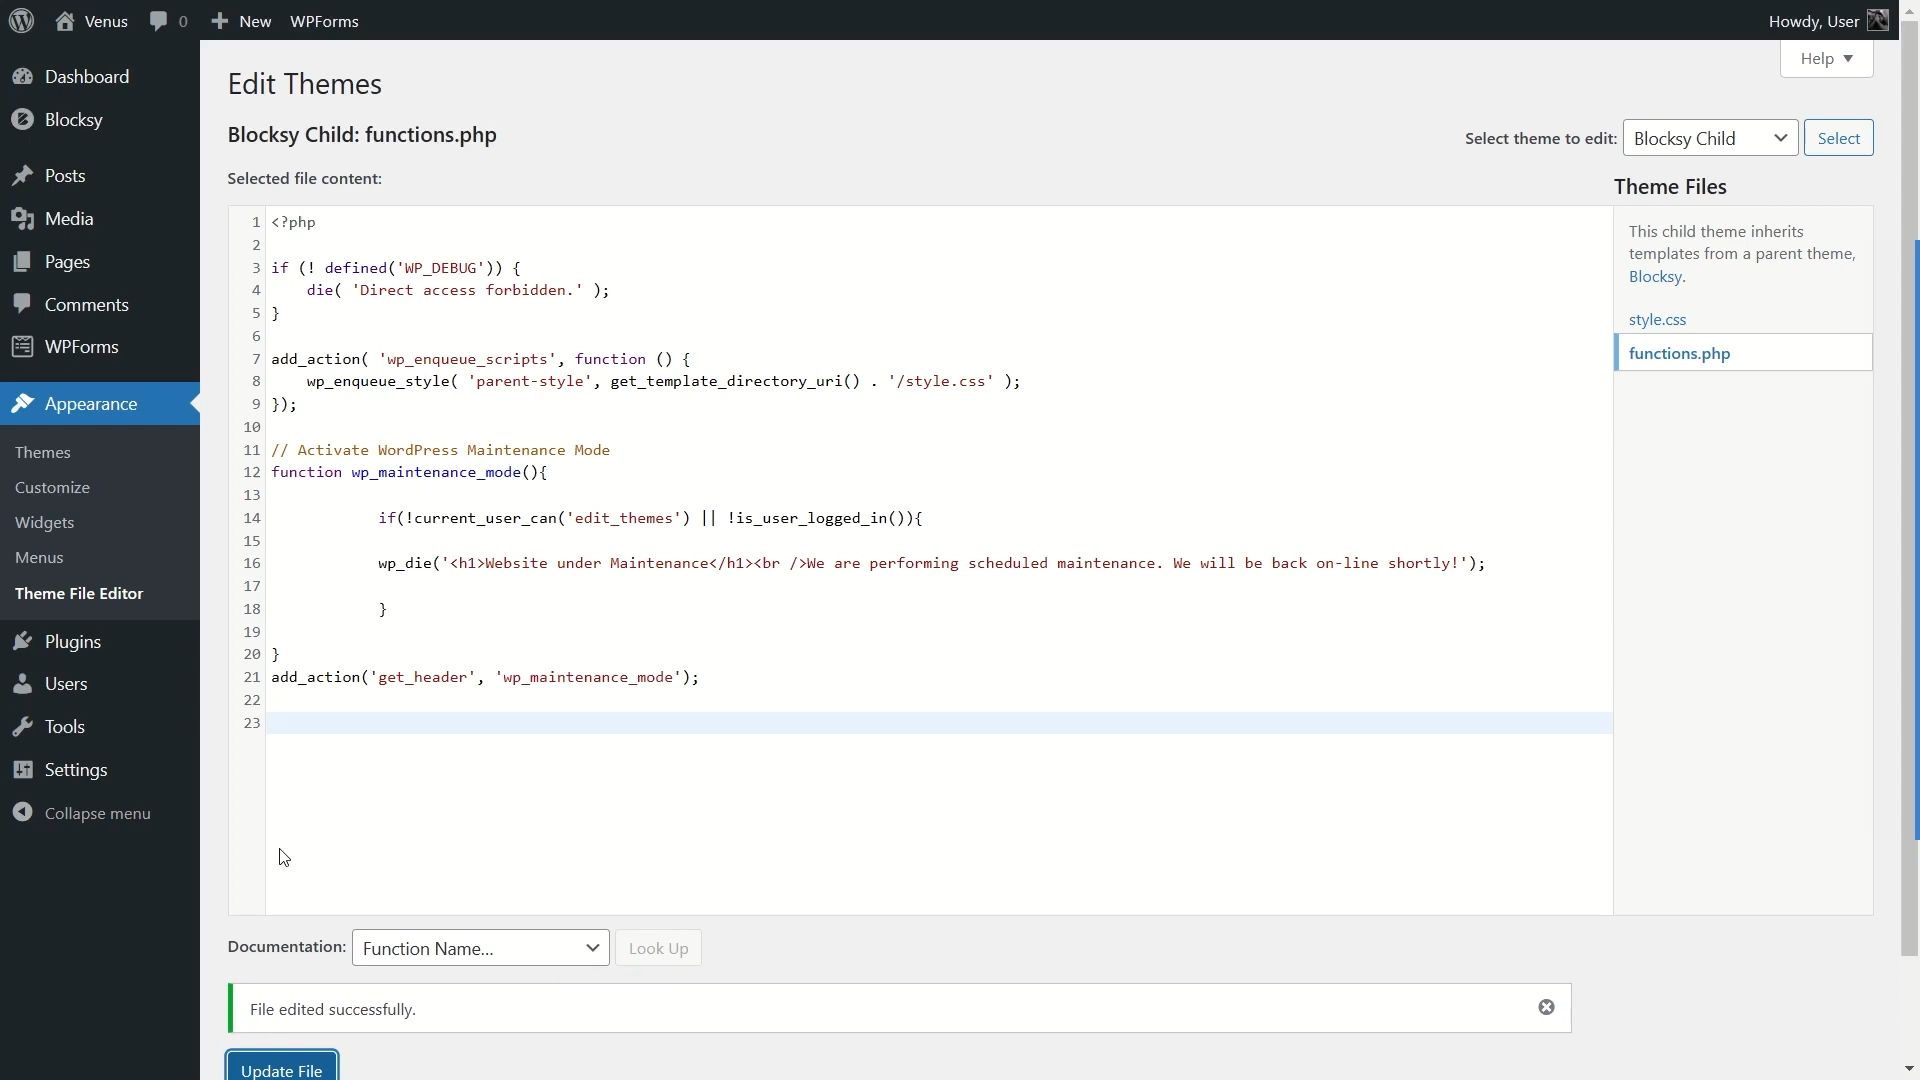 Venus 0 New WPForms Howdy, User
Help
Dashboard
Blocksy
Posts
Media
Pages
Comments
WPForms
Appearance
Themes
Customize
Widgets
Menus
Theme File Editor
Plugins
Users
Tools
Settings
Collapse menu
Edit Themes
Blocksy Child: functions.php
Select theme to edit: Blocksy Child Select
Selected file content:
1 <?php
2
3 if (! defined('WP_DEBUG')) {
4     die( 'Direct access forbidden.' );
5 }
6
7 add_action( 'wp_enqueue_scripts', function () {
8     wp_enqueue_style( 'parent-style', get_template_directory_uri() . '/style.css' );
9 });
10
11 // Activate WordPress Maintenance Mode
12 function wp_maintenance_mode(){
13
14             if(!current_user_can('edit_themes') || !is_user_logged_in()){
15
16             wp_die('<h1>Website under Maintenance</h1><br />We are performing scheduled maintenance. We will be back on-line shortly!');
17
18             }
19
20 }
21 add_action('get_header', 'wp_maintenance_mode');
22
23
Theme Files
This child theme inherits
templates from a parent theme,
Blocksy.
style.css
functions.php
Documentation: Function Name... Look Up
File edited successfully.
Update File